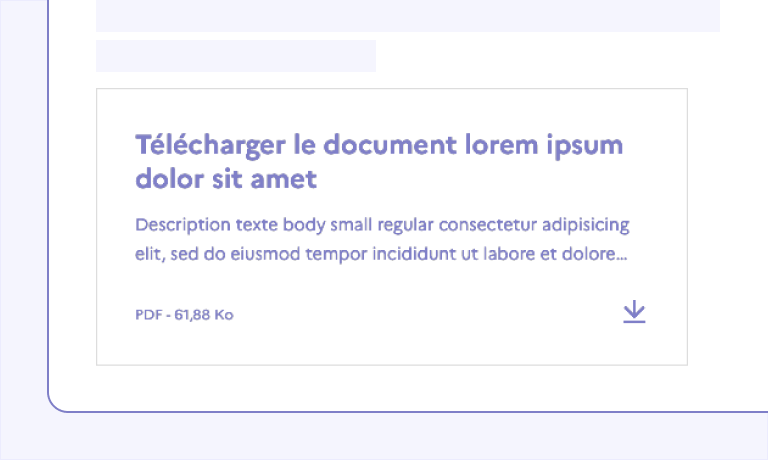 Télécharger le document lorem ipsum
dolor sit amet
Description texte body small regular consectetur adipisicing
elit, sed do eiusmod tempor incididunt ut labore et dolore...
PDF - 61,88 Ko